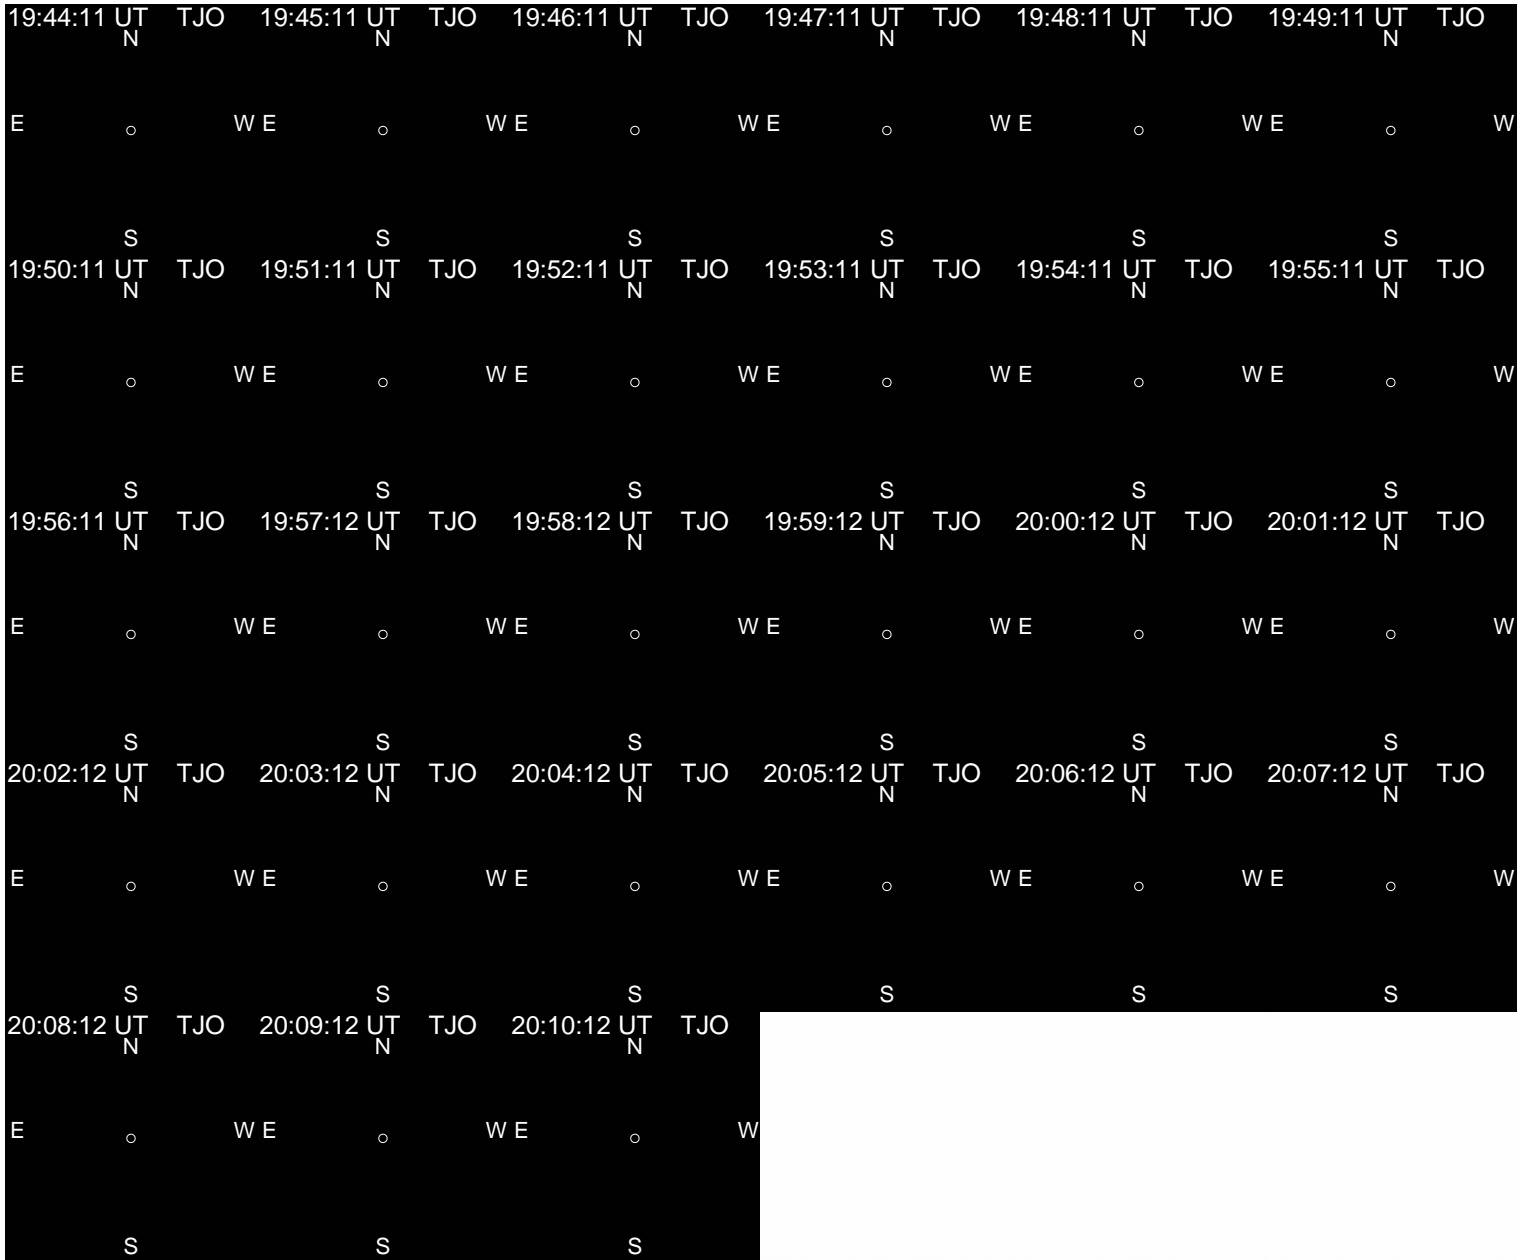 19:44:11 UT TJO 19:45:11 UT TJO 19:46:11 UT TJO 19:47:11 UT TJO 19:48:11 UT TJO 19:49:11 UT TJO
N N N N N N
E W E W E W E W E W E W
S S S S S S
19:50:11 UT TJO 19:51:11 UT TJO 19:52:11 UT TJO 19:53:11 UT TJO 19:54:11 UT TJO 19:55:11 UT TJO
N N N N N N
E W E W E W E W E W E W
S S S S S S
19:56:11 UT TJO 19:57:12 UT TJO 19:58:12 UT TJO 19:59:12 UT TJO 20:00:12 UT TJO 20:01:12 UT TJO
N N N N N N
E W E W E W E W E W E W
S S S S S S
20:02:12 UT TJO 20:03:12 UT TJO 20:04:12 UT TJO 20:05:12 UT TJO 20:06:12 UT TJO 20:07:12 UT TJO
N N N N N N
E W E W E W E W E W E W
S S S S S S
20:08:12 UT TJO 20:09:12 UT TJO 20:10:12 UT TJO
N N N
E W E W E W
S S S